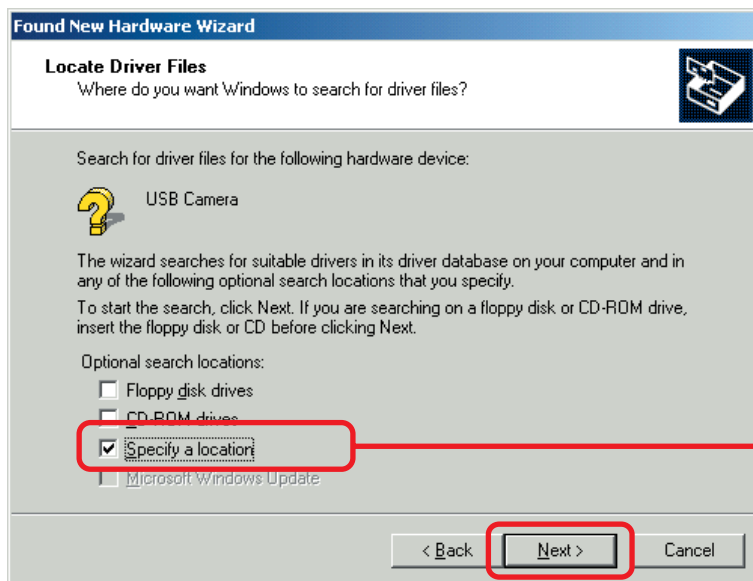 Found New Hardware Wizard
Locate Driver Files
Where do you want Windows to search for driver files?
Search for driver files for the following hardware device:
USB Camera
The wizard searches for suitable drivers in its driver database on your computer and in
any of the following optional search locations that you specify.
To start the search, click Next. If you are searching on a floppy disk or CD-ROM drive,
insert the floppy disk or CD before clicking Next.
Optional search locations:
Floppy disk drives
CD-ROM drives
Specify a location
Microsoft Windows Update
< Back Next > Cancel